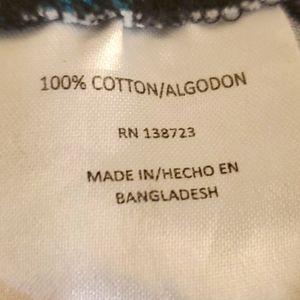 100% COTTON/ALGODON
RN 138723
MADE IN/HECHO EN
BANGLADESH